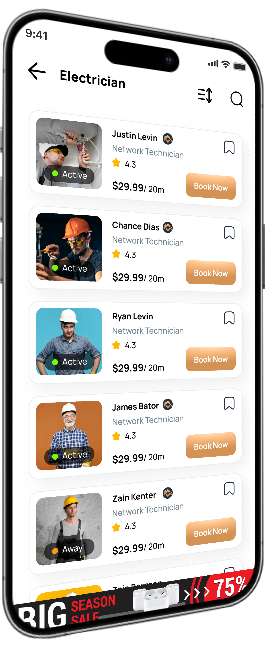 9:41
Electrician
Justin Levin
Network Technician
4.3
Active
$29.99/ 20m
Book Now
Chance Dias
Network Technician
4.3
Active
$29.99/ 20m
Book Now
Ryan Levin
Network Technician
4.3
Active
$29.99/ 20m
Book Now
James Bator
Network Technician
4.3
Active
$29.99/ 20m
Book Now
Zain Kenter
Network Technician
4.3
Away
$29.99/ 20m
Book Now
BIG SEASON
SALE
75%